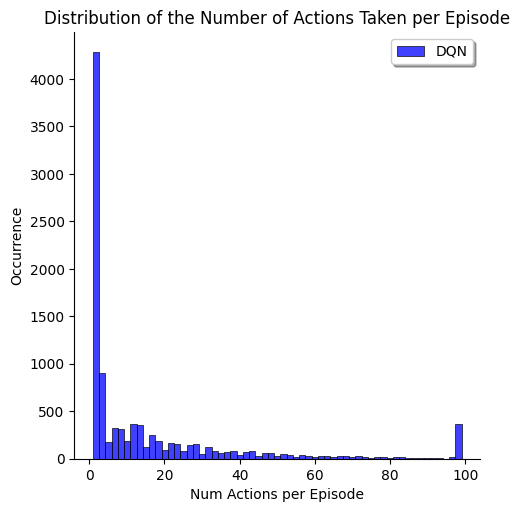 Distribution of the Number of Actions Taken per Episode
DQN
4000
3500
3000
2500
2000
1500
1000
500
0
Occurrence
0 20 40 60 80 100
Num Actions per Episode